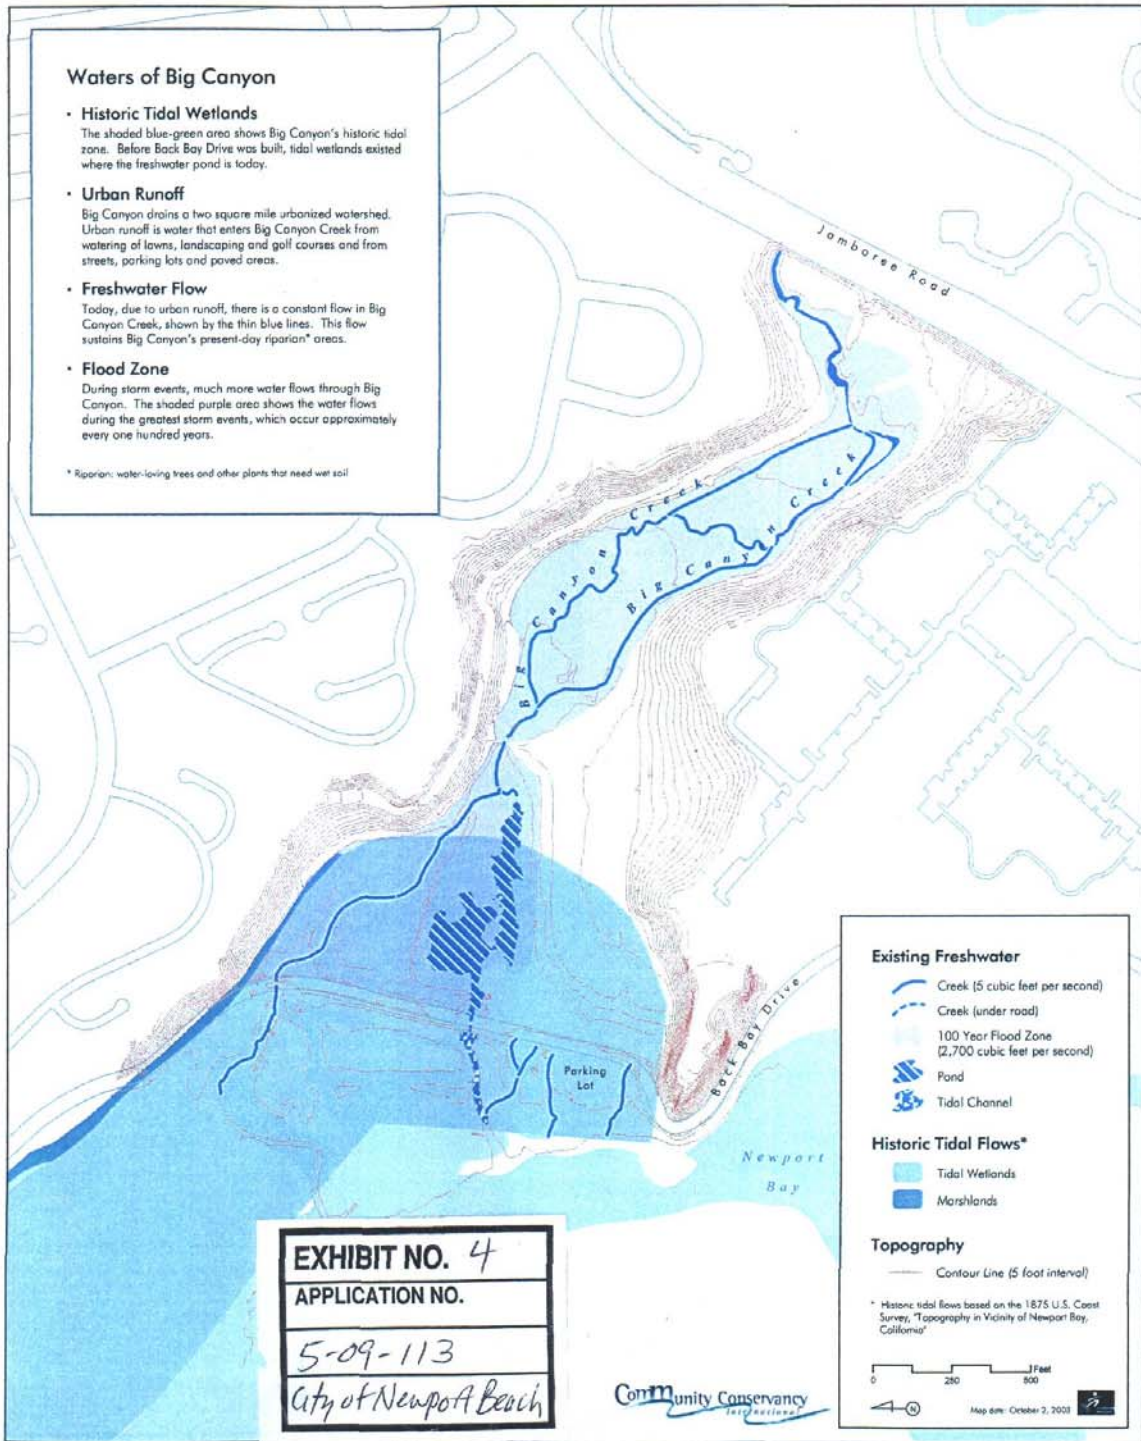 Waters of Big Canyon
• Historic Tidal Wetlands
The shaded blue-green area shows Big Canyon's historic tidal
zone. Before Back Bay Drive was built, tidal wetlands existed
where the freshwater pond is today.
• Urban Runoff
Big Canyon drains a two square mile urbanized watershed.
Urban runoff is water that enters Big Canyon Creek from
watering of lawns, landscaping and golf courses and from
streets, parking lots and paved areas.
• Freshwater Flow
Today, due to urban runoff, there is a constant flow in Big
Canyon Creek, shown by the thin blue lines. This flow
sustains Big Canyon's present-day riparian* areas.
• Flood Zone
During storm events, much more water flows through Big
Canyon. The shaded purple area shows the water flows
during the greatest storm events, which occur approximately
every one hundred years.
* Riparian: water-loving trees and other plants that need wet soil
Jamboree Road
Big Canyon Creek
Big Canyon Creek
Parking
Lot
Back Bay Drive
Newport
Bay
Existing Freshwater
Creek (5 cubic feet per second)
Creek (under road)
100 Year Flood Zone
(2,700 cubic feet per second)
Pond
Tidal Channel
Historic Tidal Flows*
Tidal Wetlands
Marshlands
Topography
Contour Line (5 foot interval)
* Historic tidal flows based on the 1875 U.S. Coast
Survey, "Topography in Vicinity of Newport Bay,
California"
Feet
0 250 500
N
Map date: October 2, 2003
EXHIBIT NO. 4
APPLICATION NO.
5-09-113
City of Newport Beach
Community Conservancy
International